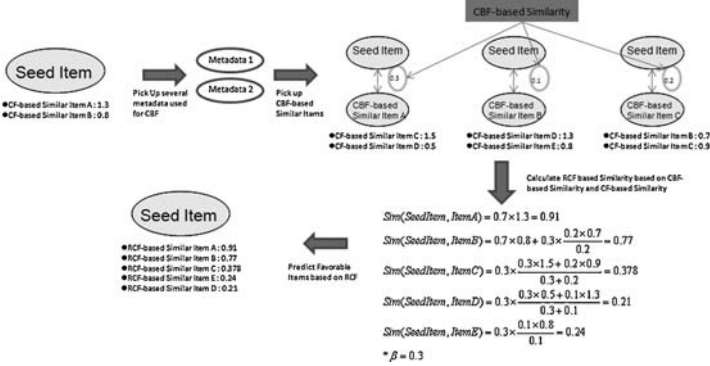 CBF-based Similarity
Seed Item
●CF-based Similar Item A : 1.3
●CF-based Similar Item B : 0.8
Pick Up several
metadata used
for CBF
Metadata 1
Metadata 2
Pick up
CBF-based
Similar Items
Seed Item
0.3
CBF-based
Similar Item A
●CF-based Similar Item C : 1.5
●CF-based Similar Item D : 0.5
Seed Item
0.1
CBF-based
Similar Item B
●CF-based Similar Item D : 1.3
●CF-based Similar Item E : 0.8
Seed Item
0.2
CBF-based
Similar Item C
●CF-based Similar Item B : 0.7
●CF-based Similar Item C : 0.9
Calculate RCF based Similarity based on CBF-
based Similarity and CF-based Similarity
Sim(SeedItem, ItemA) = 0.7×1.3 = 0.91
Sim(SeedItem, ItemB) = 0.7×0.8+0.3× 0.2×0.7 / 0.2 = 0.77
Sim(SeedItem, ItemC) = 0.3× 0.3×1.5+0.2×0.9 / 0.3+0.2 = 0.378
Sim(SeedItem, ItemD) = 0.3× 0.3×0.5+0.1×1.3 / 0.3+0.1 = 0.21
Sim(SeedItem, ItemE) = 0.3× 0.1×0.8 / 0.1 = 0.24
* β = 0.3
Predict Favorable
Items based on RCF
Seed Item
●RCF-based Similar Item A : 0.91
●RCF-based Similar Item B : 0.77
●RCF-based Similar Item C : 0.378
●RCF-based Similar Item E : 0.24
●RCF-based Similar Item D : 0.21